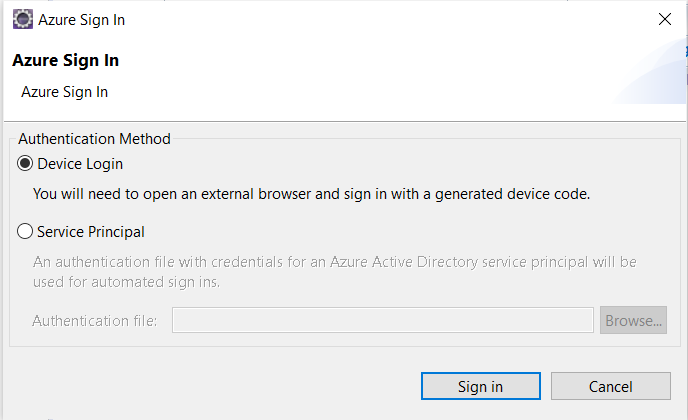 Azure Sign In
Azure Sign In
Azure Sign In
Authentication Method
Device Login
You will need to open an external browser and sign in with a generated device code.
Service Principal
An authentication file with credentials for an Azure Active Directory service principal will be
used for automated sign ins.
Authentication file:
Browse...
Sign in
Cancel